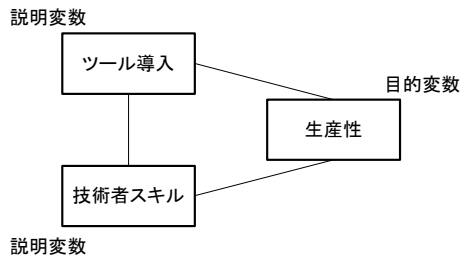 説明変数
ツール導入
目的変数
生産性
技術者スキル
説明変数